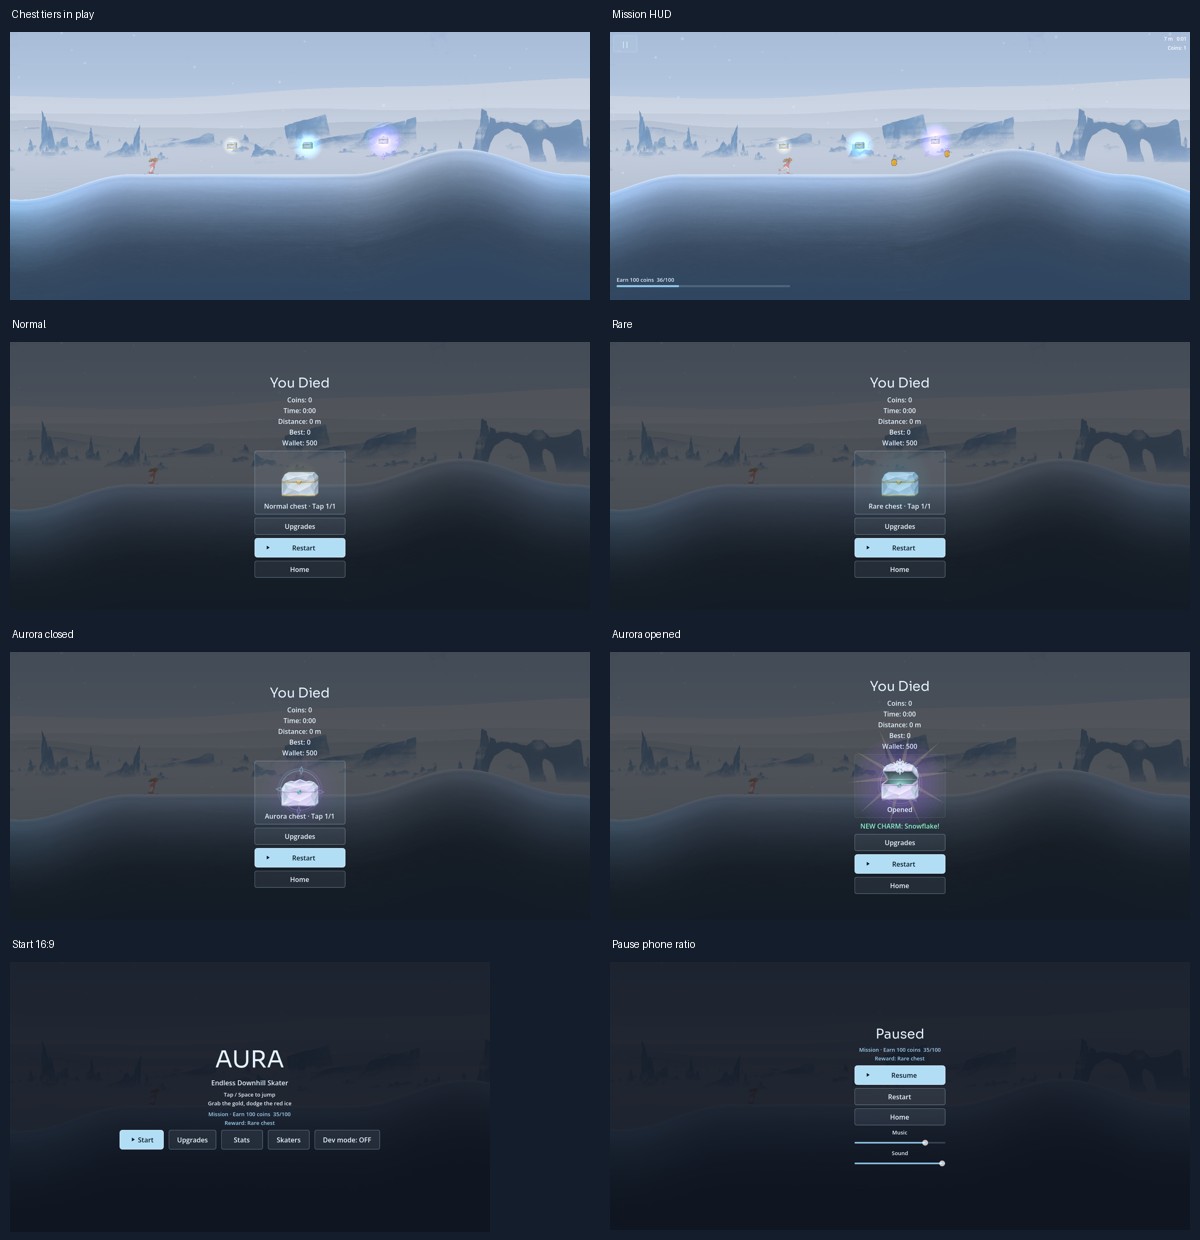 Chest tiers in play
Mission HUD
Coins 1
Earn 100 coins 36/100
Normal
Rare
You Died
Coins: 0
Time: 0:00
Distance: 0 m
Best: 0
Wallet: 500
Normal chest · Tap 1/1
Upgrades
Restart
Home
You Died
Coins: 0
Time: 0:00
Distance: 0 m
Best: 0
Wallet: 500
Rare chest · Tap 1/1
Upgrades
Restart
Home
Aurora closed
Aurora opened
You Died
Coins: 0
Time: 0:00
Distance: 0 m
Best: 0
Wallet: 500
Aurora chest · Tap 1/1
Upgrades
Restart
Home
You Died
Coins: 0
Time: 0:00
Distance: 0 m
Best: 0
Wallet: 500
Opened
NEW CHARM: Snowflake!
Upgrades
Restart
Home
Start 16:9
Pause phone ratio
AURA
Endless Downhill Skater
Tap / Space to jump
Grab the gold, dodge the red ice
Mission · Earn 100 coins 35/100
Reward: Rare chest
Start
Upgrades
Stats
Skaters
Dev mode: OFF
Paused
Mission · Earn 100 coins 35/100
Reward: Rare chest
Resume
Restart
Home
Music
Sound